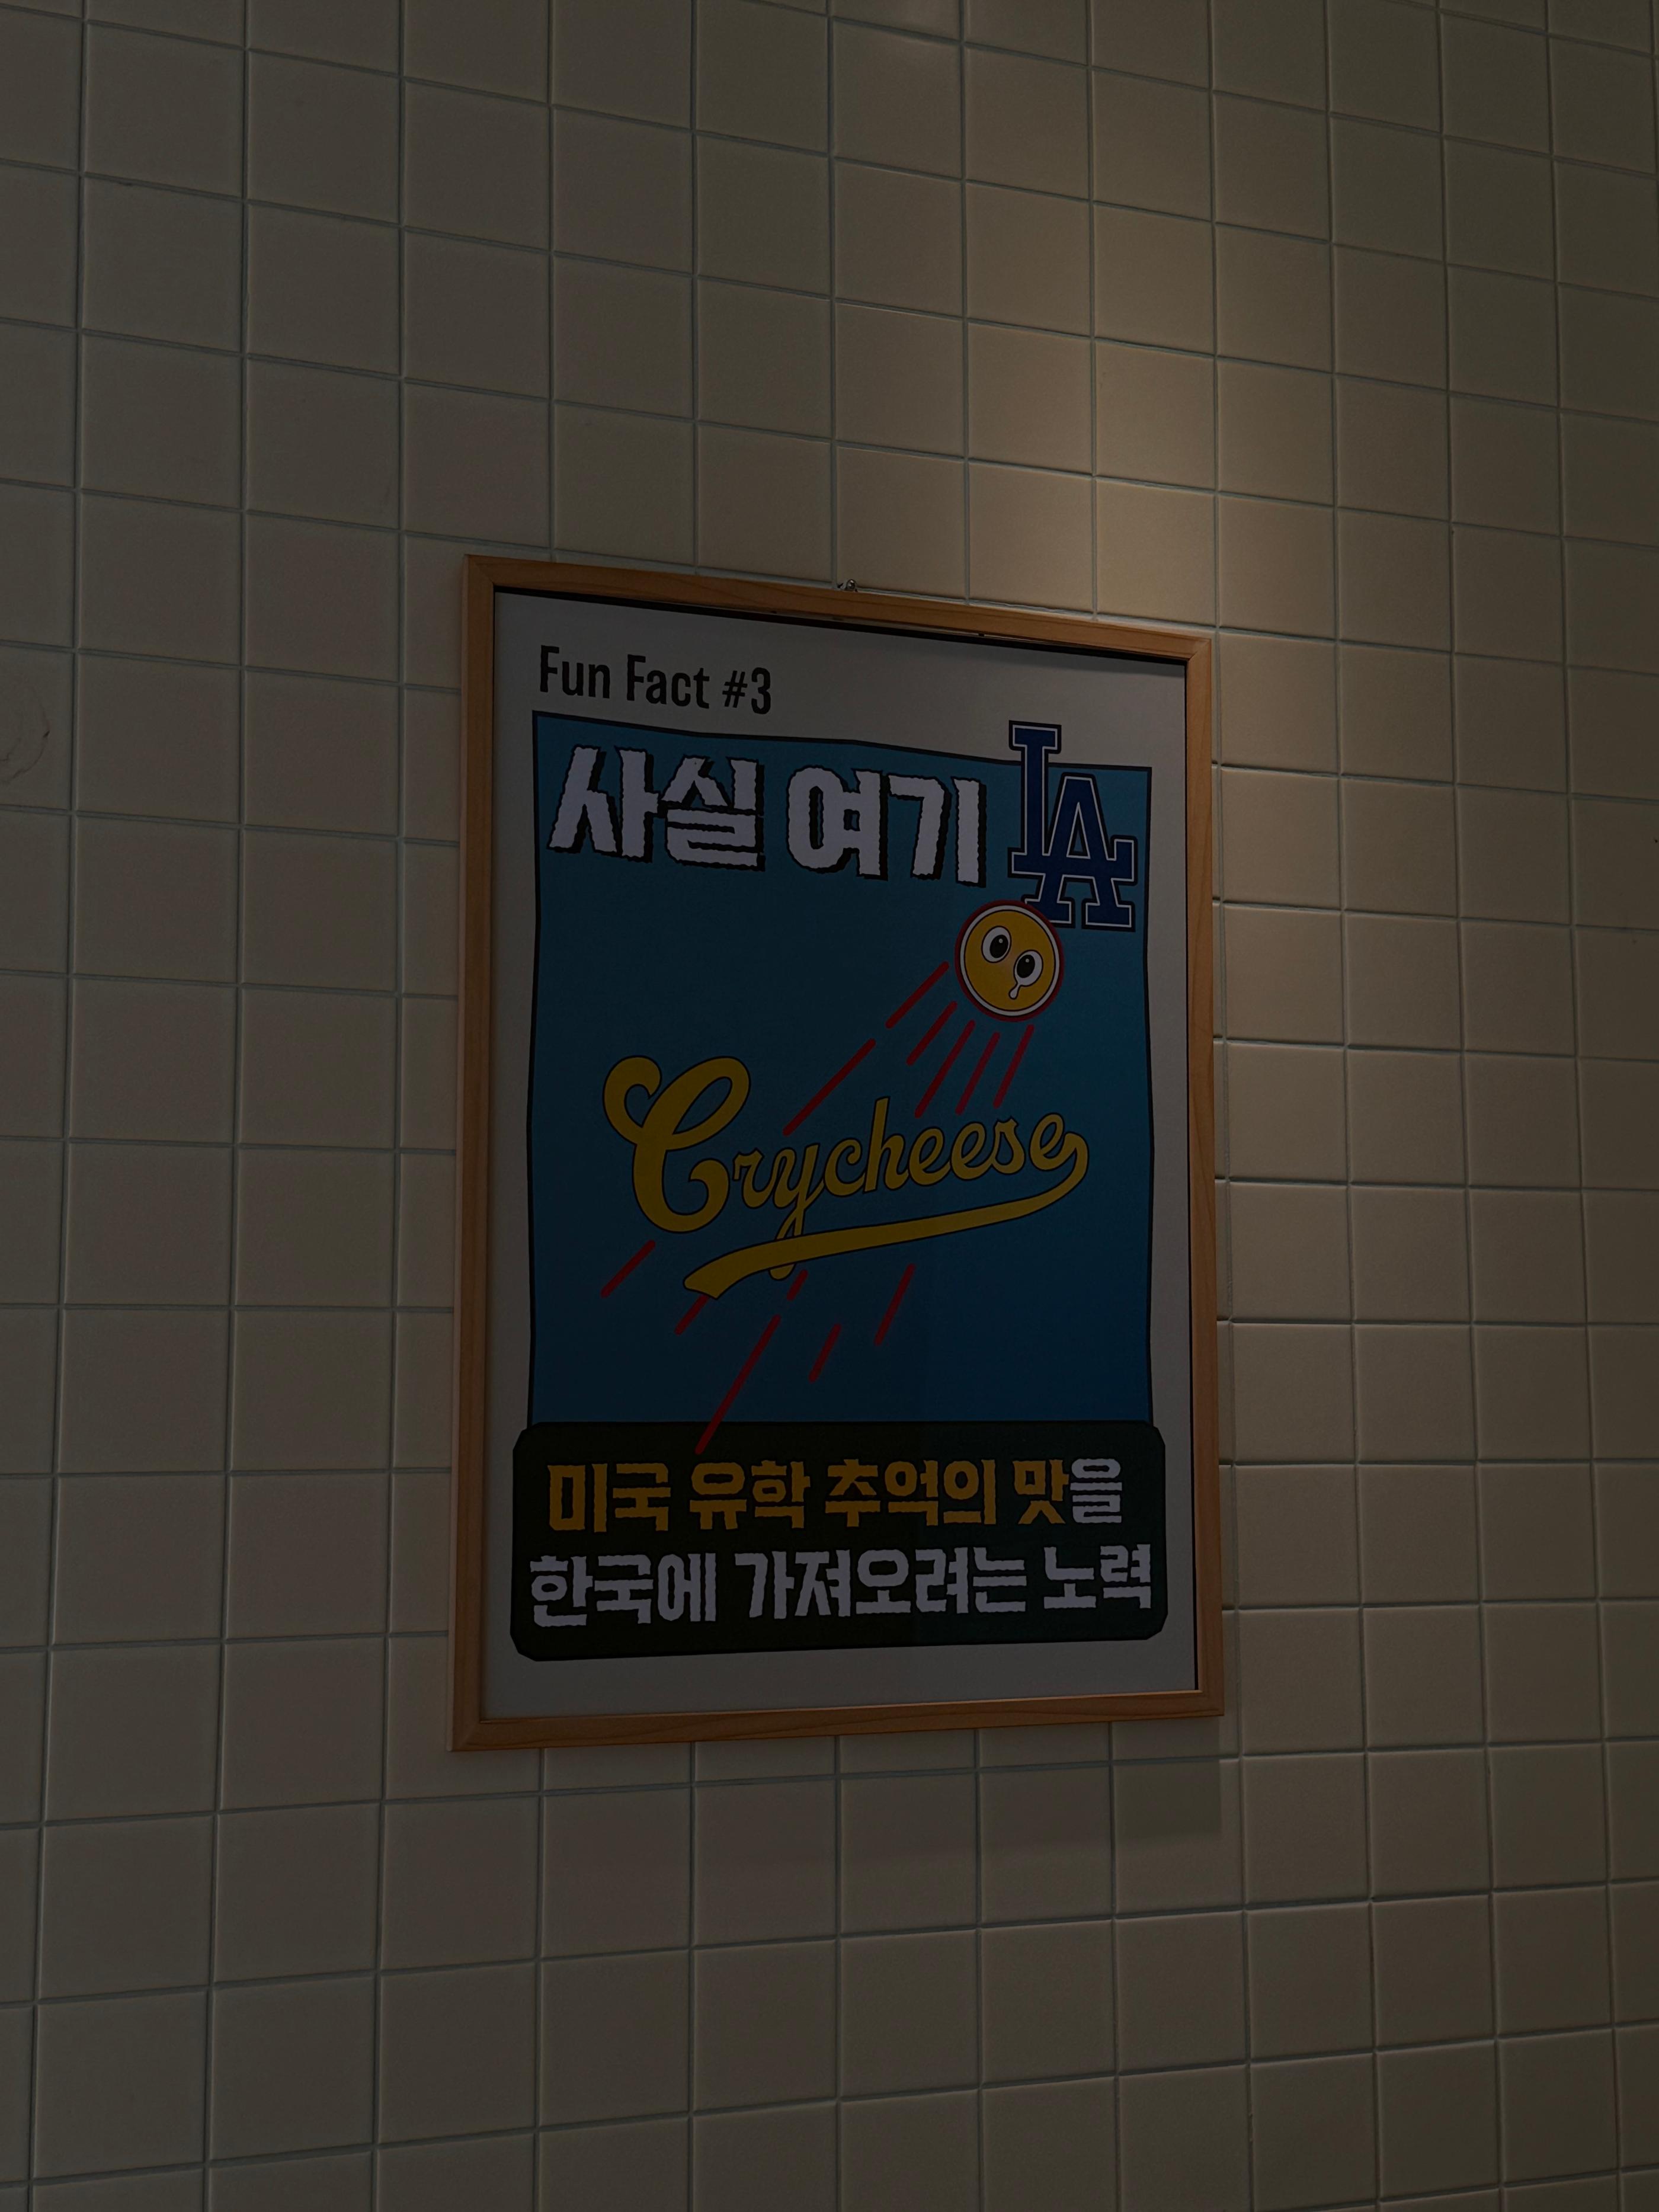 Fun Fact #3
사실 여기 LA
Crycheese
미국 유학 추억의 맛을
한국에 가져오려는 노력